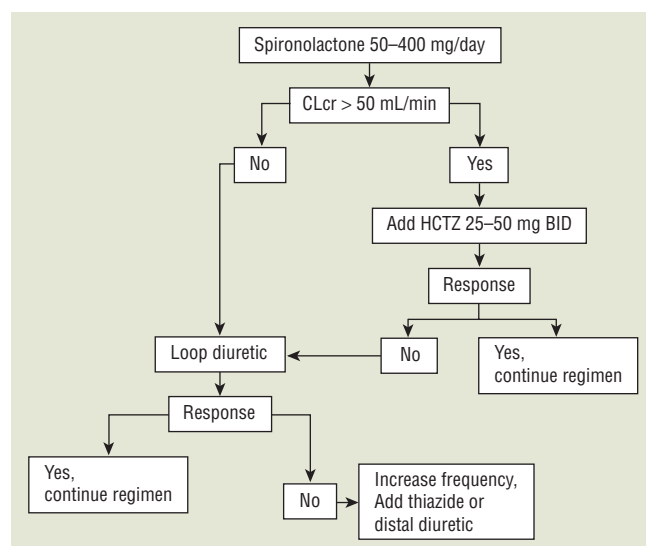 Spironolactone 50–400 mg/day
CLcr > 50 mL/min
No
Yes
Add HCTZ 25–50 mg BID
Response
Loop diuretic
No
Yes,
continue regimen
Response
Yes,
continue regimen
No
Increase frequency,
Add thiazide or
distal diuretic